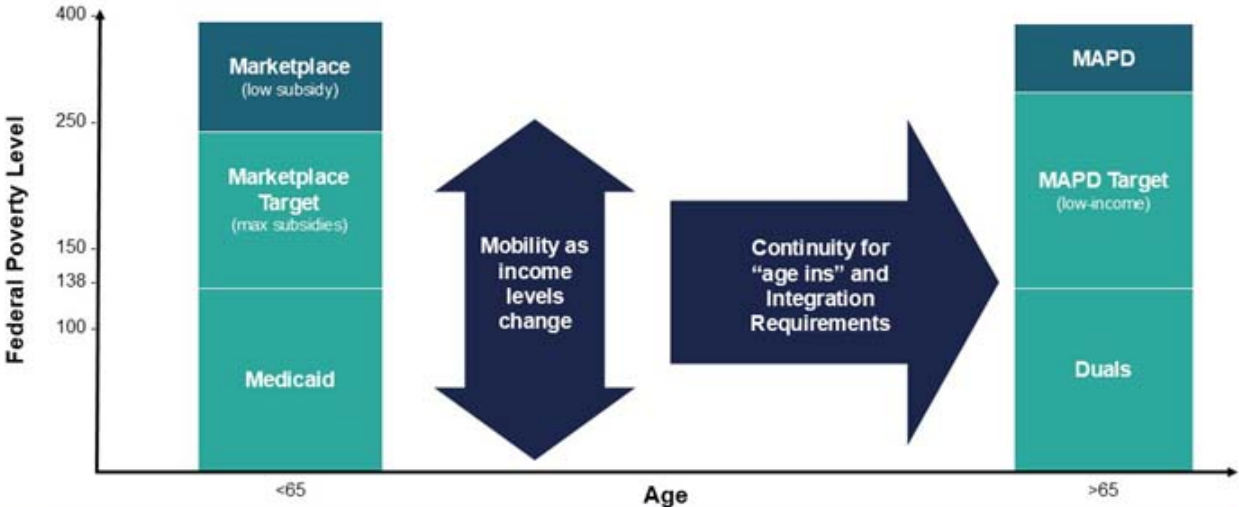 Federal Poverty Level
400
250
150
138
100
Marketplace
(low subsidy)
Marketplace
Target
(max subsidies)
Medicaid
<65
Mobility as
income
levels
change
Continuity for
“age ins” and
Integration
Requirements
MAPD
MAPD Target
(low-income)
Duals
>65
Age